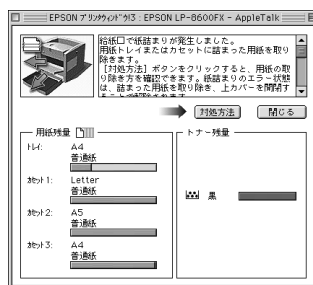 EPSON プリンタウィンドウ!3 : EPSON LP-8600FX - AppleTalk
給紙口で紙詰まりが発生しました。
用紙トレイまたはカセットに詰まった用紙を取り
除きます。
［対処方法］ボタンをクリックすると、用紙の取
り除き方を確認できます。紙詰まりのエラー状態
は、詰まった用紙を取り除き、上カバーを開閉す
対処方法
閉じる
用紙残量
トレイ:
A4
普通紙
カセット1:
Letter
普通紙
カセット2:
A5
普通紙
カセット3:
A4
普通紙
トナー残量
黒